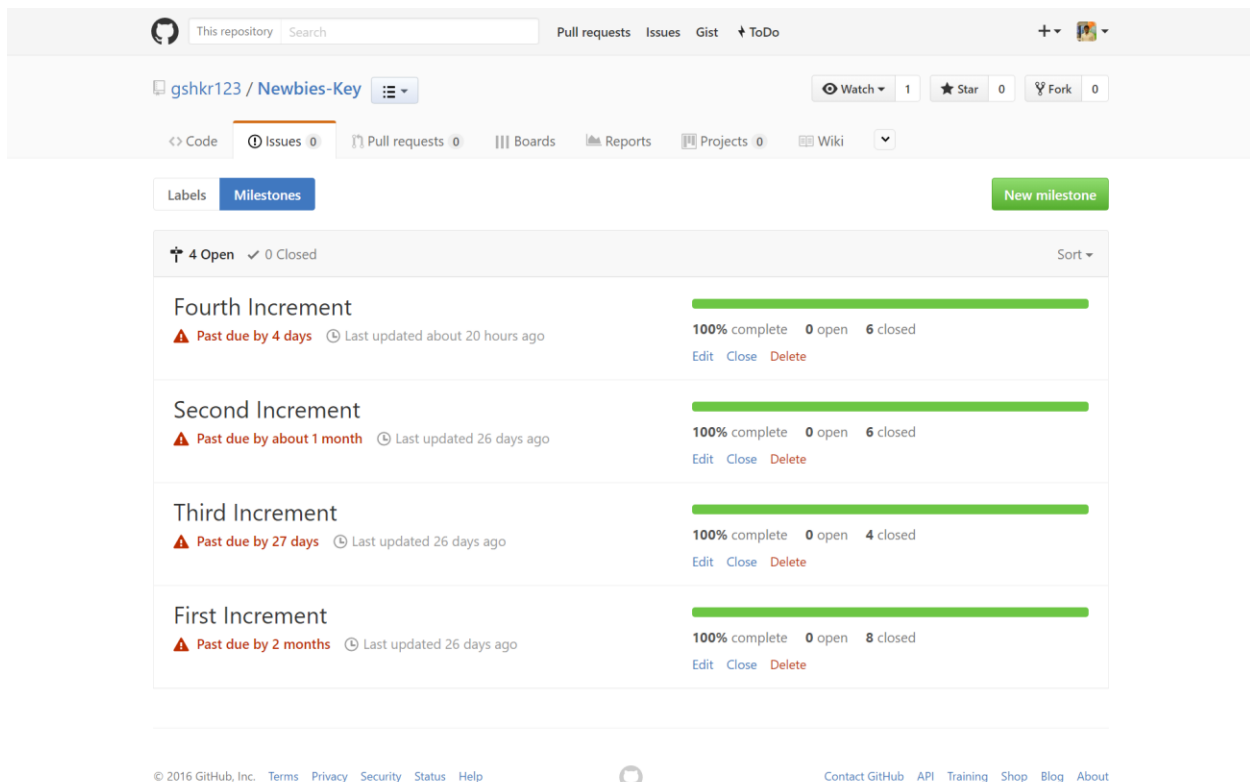 This repository Search Pull requests Issues Gist ToDo
gshkr123 / Newbies-Key Watch 1 Star 0 Fork 0
Code Issues 0 Pull requests 0 Boards Reports Projects 0 Wiki
Labels Milestones New milestone
4 Open 0 Closed Sort
Fourth Increment
Past due by 4 days Last updated about 20 hours ago
100% complete 0 open 6 closed
Edit Close Delete
Second Increment
Past due by about 1 month Last updated 26 days ago
100% complete 0 open 6 closed
Edit Close Delete
Third Increment
Past due by 27 days Last updated 26 days ago
100% complete 0 open 4 closed
Edit Close Delete
First Increment
Past due by 2 months Last updated 26 days ago
100% complete 0 open 8 closed
Edit Close Delete
© 2016 GitHub, Inc. Terms Privacy Security Status Help Contact GitHub API Training Shop Blog About